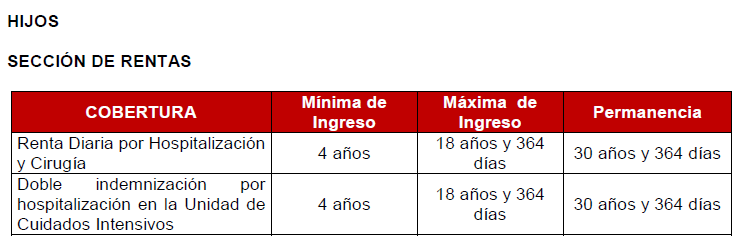 HIJOS
SECCIÓN DE RENTAS
COBERTURA
Mínima de
Ingreso
Máxima de
Ingreso
Permanencia
Renta Diaria por Hospitalización
y Cirugía
4 años
18 años y 364
días
30 años y 364 días
Doble indemnización por
hospitalización en la Unidad de
Cuidados Intensivos
4 años
18 años y 364
días
30 años y 364 días